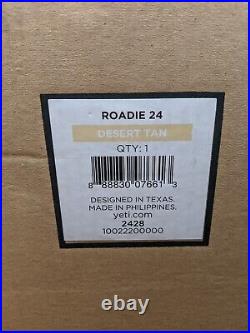 ROADIE 24
DESERT TAN
QTY: 1
8 88830 07661 3
DESIGNED IN TEXAS.
MADE IN PHILIPPINES.
yeti.com
2428
10022200000